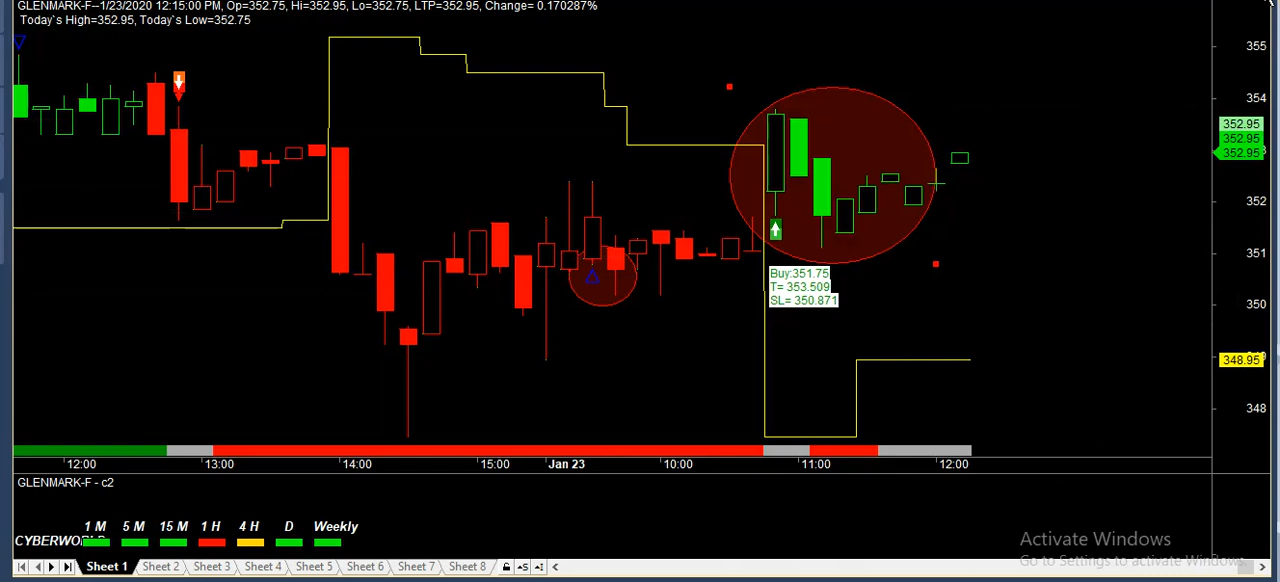 GLENMARK-F--1/23/2020 12:15:00 PM, Op=352.75, Hi=352.95, Lo=352.75, LTP=352.95, Change= 0.170287%
Today`s High=352.95, Today`s Low=352.75
355
354
352.95
352.95
352.95
352
351
350
348.95
348
Buy:351.75
T= 353.509
SL= 350.871
12:00 13:00 14:00 15:00 Jan 23 10:00 11:00 12:00
GLENMARK-F - c2
1 M 5 M 15 M 1 H 4 H D Weekly
Activate Windows
Go to Settings to activate Windows.
Sheet 1 Sheet 2 Sheet 3 Sheet 4 Sheet 5 Sheet 6 Sheet 7 Sheet 8